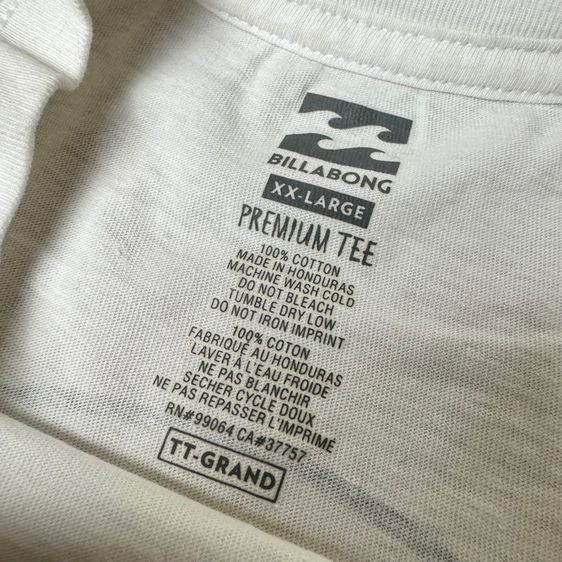 BILLABONG
XX-LARGE
PREMIUM TEE
100% COTTON
MADE IN HONDURAS
MACHINE WASH COLD
DO NOT BLEACH
TUMBLE DRY LOW
DO NOT IRON IMPRINT
100% COTTON
FABRIQUÉ AU HONDURAS
LAVER À L'EAU FROIDE
NE PAS BLANCHIR
SECHER CYCLE DOUX
NE PAS REPASSER L'IMPRIMÉ
RN#99064 CA#37757
TT-GRAND